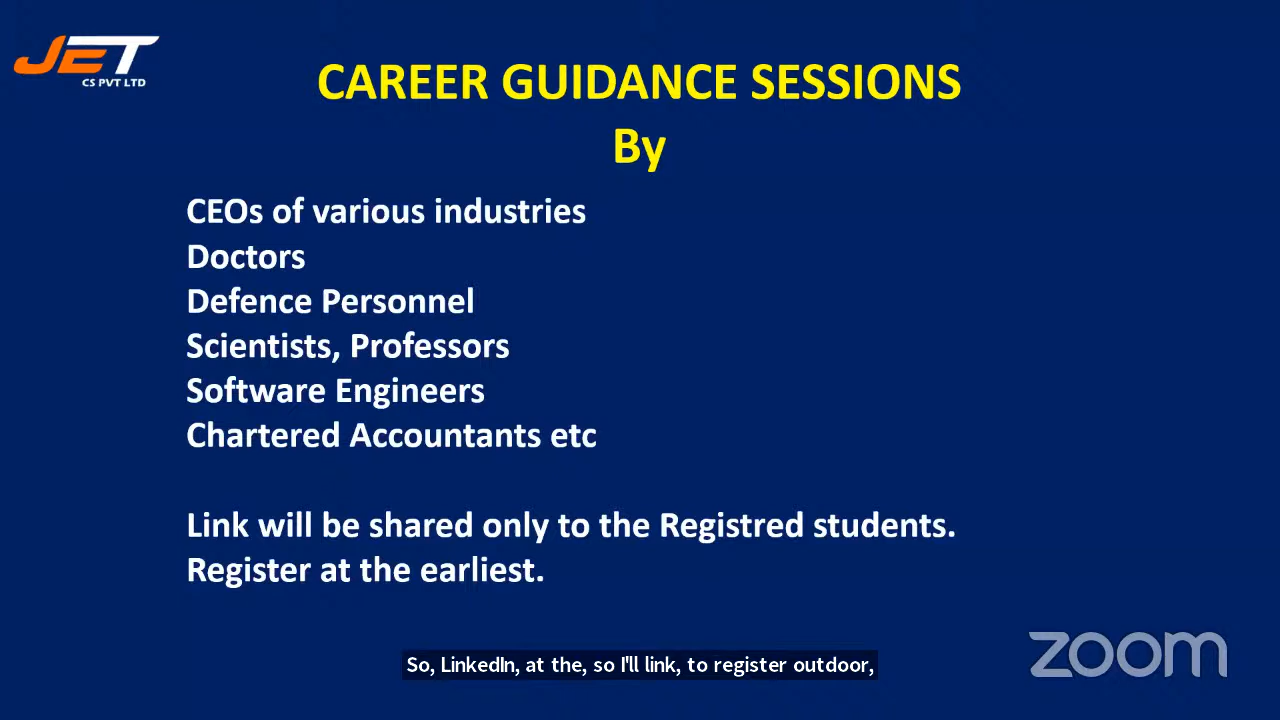 JET
CS PVT LTD
CAREER GUIDANCE SESSIONS
By
CEOs of various industries
Doctors
Defence Personnel
Scientists, Professors
Software Engineers
Chartered Accountants etc
Link will be shared only to the Registred students.
Register at the earliest.
So, LinkedIn, at the, so I'll link, to register outdoor,
zoom